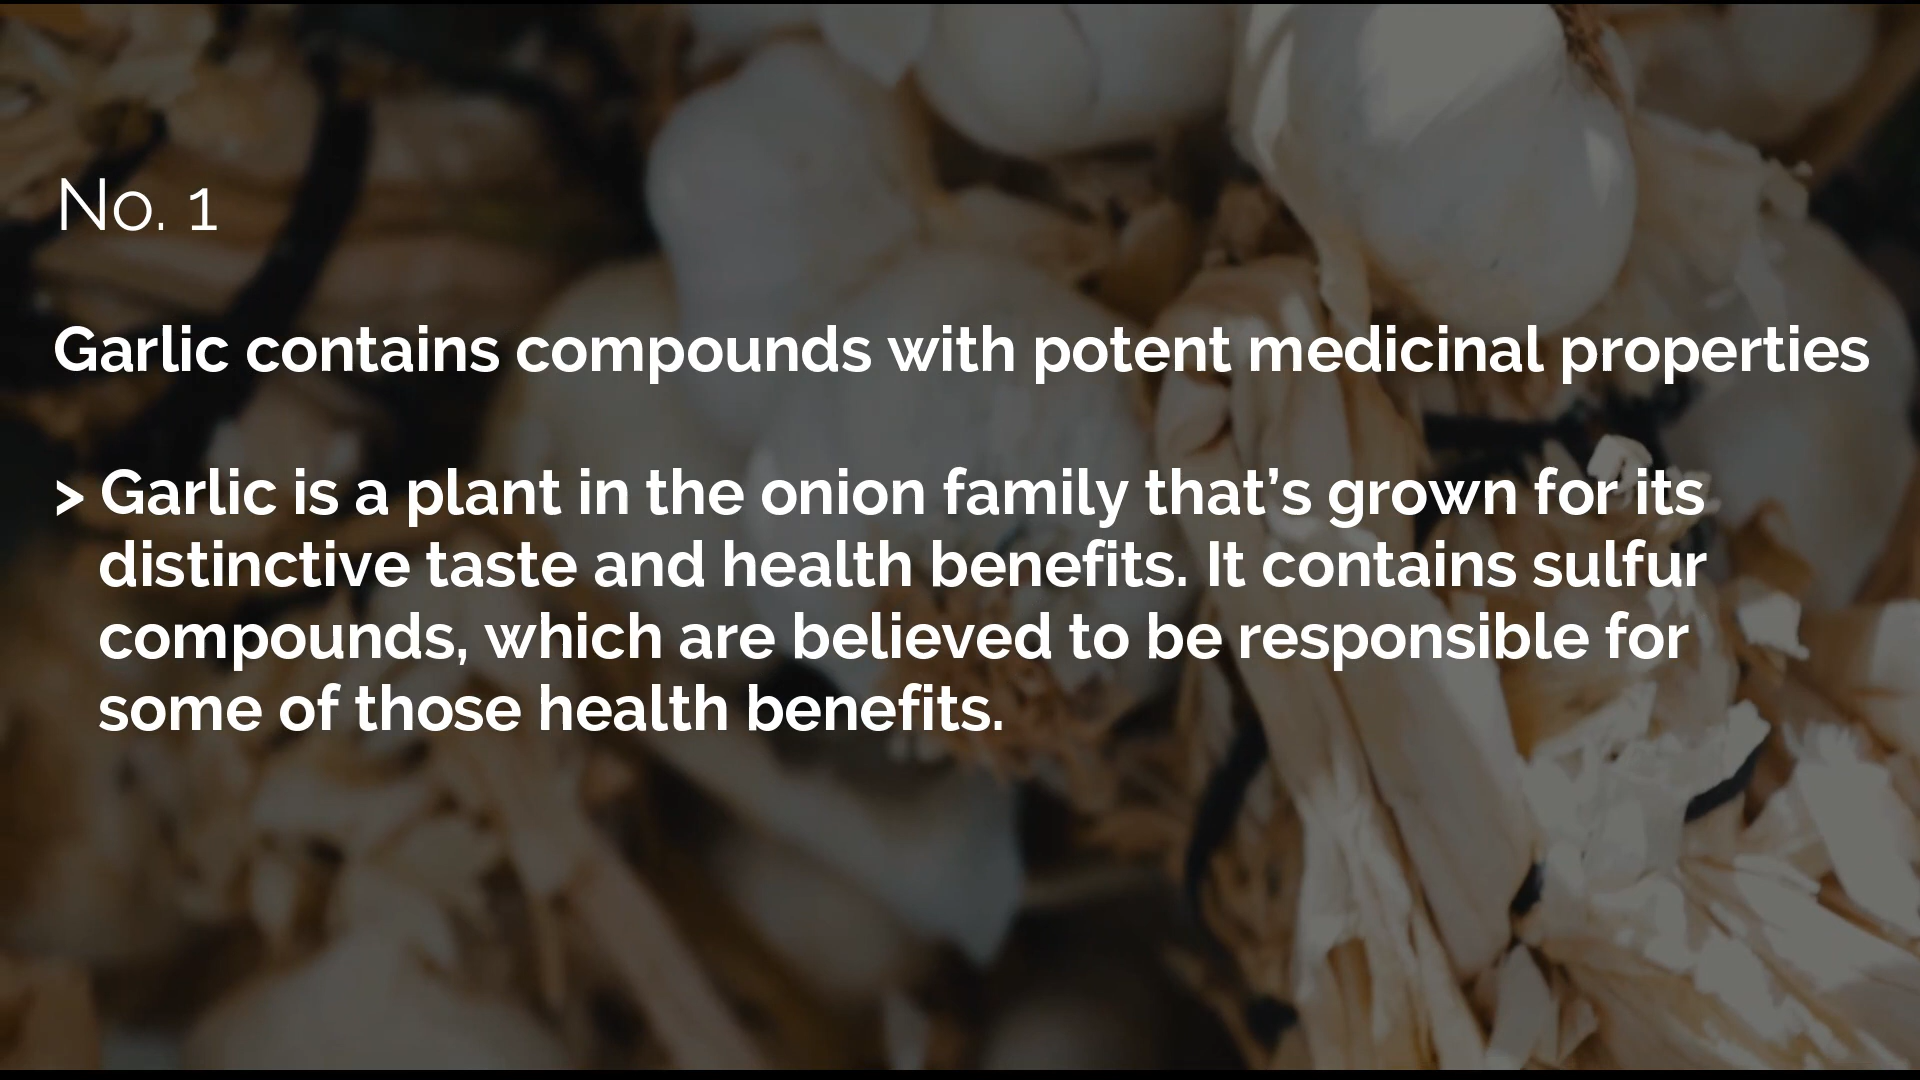 No. 1
Garlic contains compounds with potent medicinal properties
> Garlic is a plant in the onion family that’s grown for its
distinctive taste and health benefits. It contains sulfur
compounds, which are believed to be responsible for
some of those health benefits.